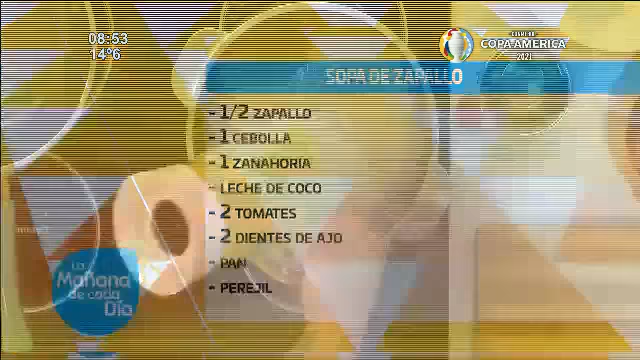 08:53
14°6
CONMEBOL
COPA AMERICA
2021
SOPA DE ZAPALLO
- 1/2 ZAPALLO
- 1 CEBOLLA
- 1 ZANAHORIA
- LECHE DE COCO
- 2 TOMATES
- 2 DIENTES DE AJO
- PAN
- PEREJIL
La
Mañana
de cada
Día